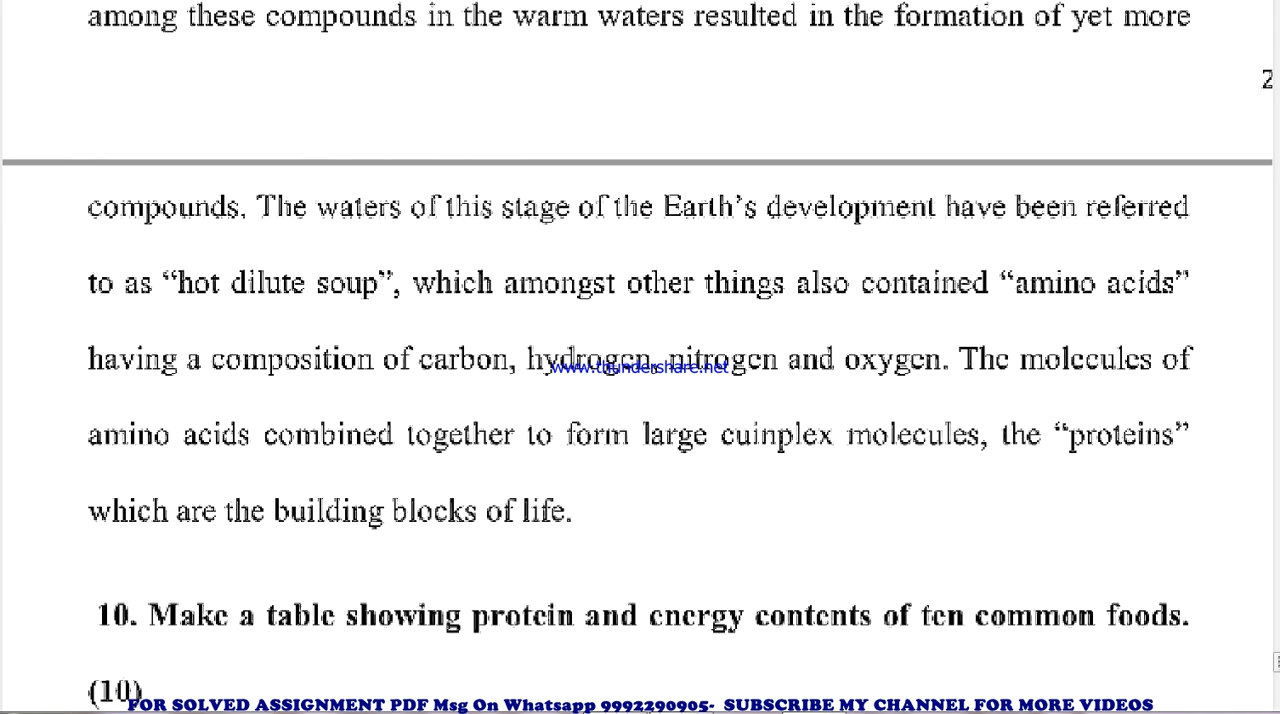 among these compounds in the warm waters resulted in the formation of yet more
2
compounds. The waters of this stage of the Earth's development have been referred
to as “hot dilute soup”, which amongst other things also contained “amino acids”
having a composition of carbon, hydrogen, nitrogen and oxygen. The molecules of
www.thundershare.net
amino acids combined together to form large cuinplex molecules, the “proteins”
which are the building blocks of life.
10. Make a table showing protein and energy contents of ten common foods.
(10)
FOR SOLVED ASSIGNMENT PDF Msg On Whatsapp 9992290905- SUBSCRIBE MY CHANNEL FOR MORE VIDEOS